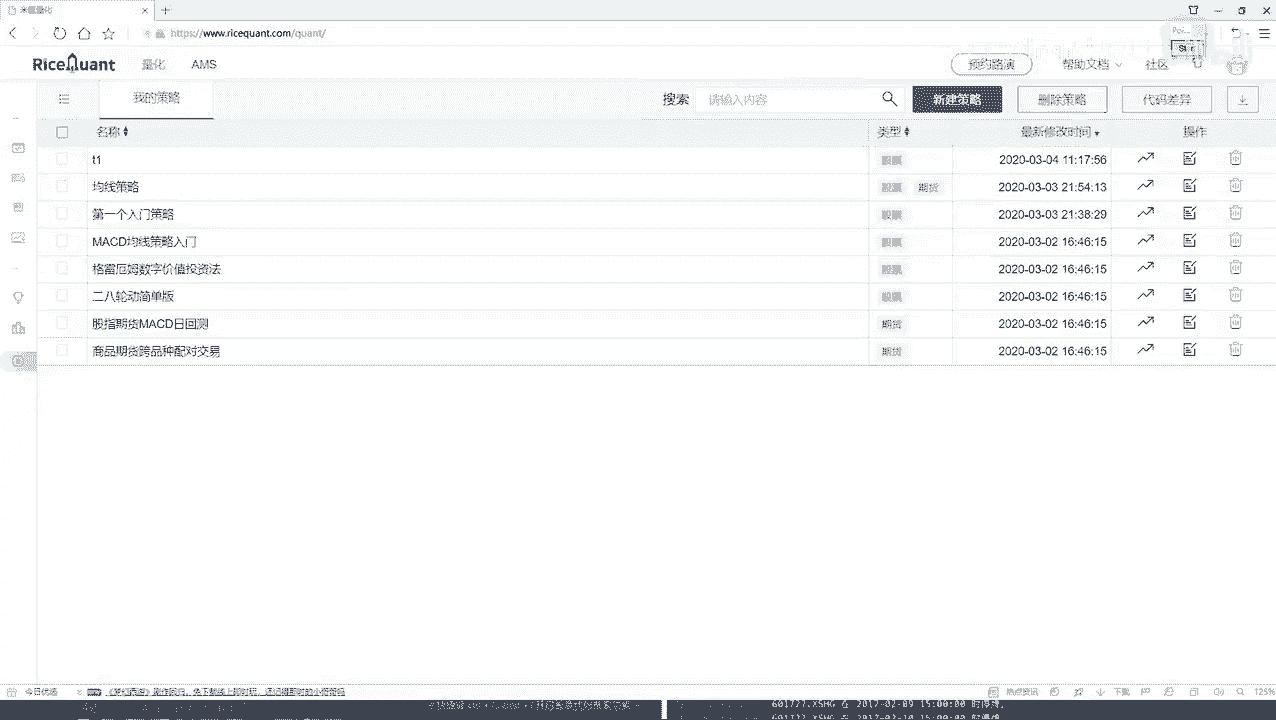 米筐量化
https://www.ricequant.com/quant/
RiceQuant 量化 AMS 预约路演 帮助文档 社区
我的策略 搜索 请输入内容 新建策略 删除策略 代码差异
名称 类型 最新修改时间 操作
t1 股票 2020-03-04 11:17:56
均线策略 股票 期货 2020-03-03 21:54:13
第一个入门策略 股票 2020-03-03 21:38:29
MACD均线策略入门 股票 2020-03-02 16:46:15
格雷厄姆数字价值投资法 股票 2020-03-02 16:46:15
二八轮动简单版 股票 2020-03-02 16:46:15
股指期货MACD日回测 期货 2020-03-02 16:46:15
商品期货跨品种配对交易 期货 2020-03-02 16:46:15
今日优选 热点资讯 下载 125%
601727.XSHG 在 2012-02-09 15:00:00 时停牌,